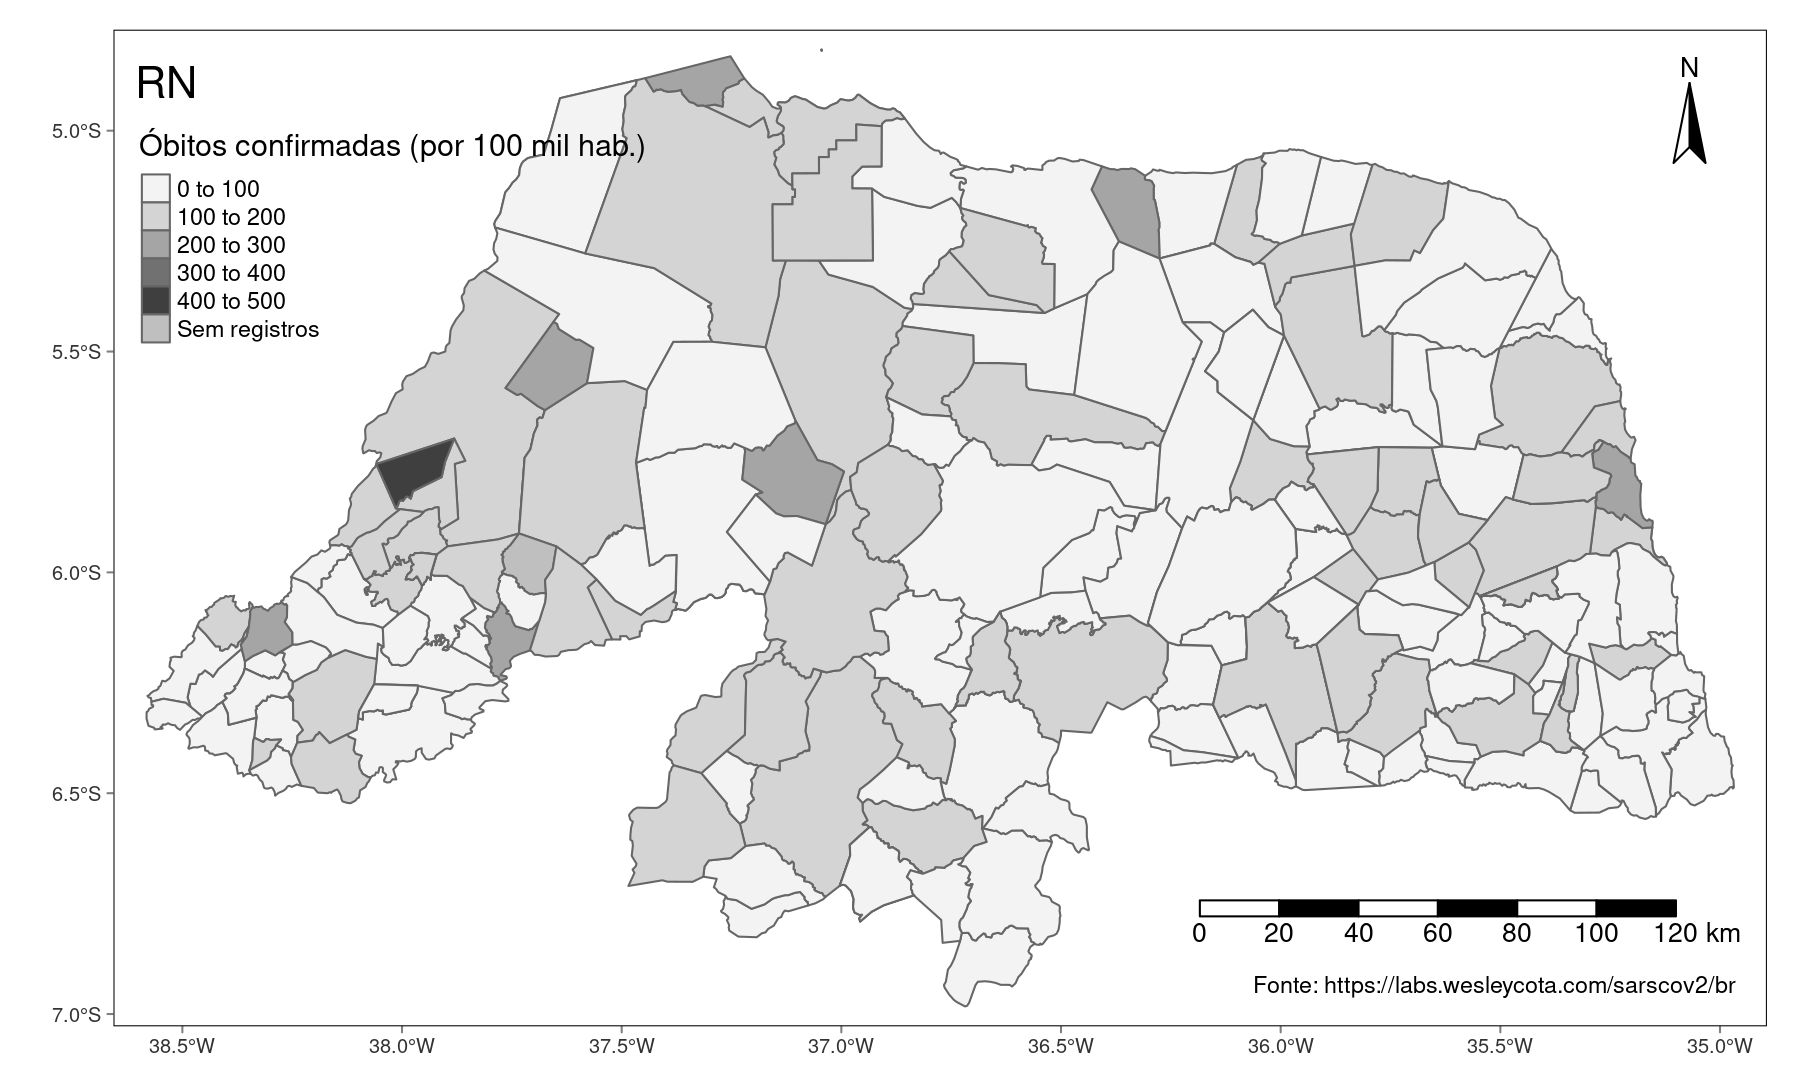 RN
N
Óbitos confirmadas (por 100 mil hab.)
0 to 100
100 to 200
200 to 300
300 to 400
400 to 500
Sem registros
5.0°S
5.5°S
6.0°S
6.5°S
7.0°S
0 20 40 60 80 100 120 km
Fonte: https://labs.wesleycota.com/sarscov2/br
38.5°W 38.0°W 37.5°W 37.0°W 36.5°W 36.0°W 35.5°W 35.0°W